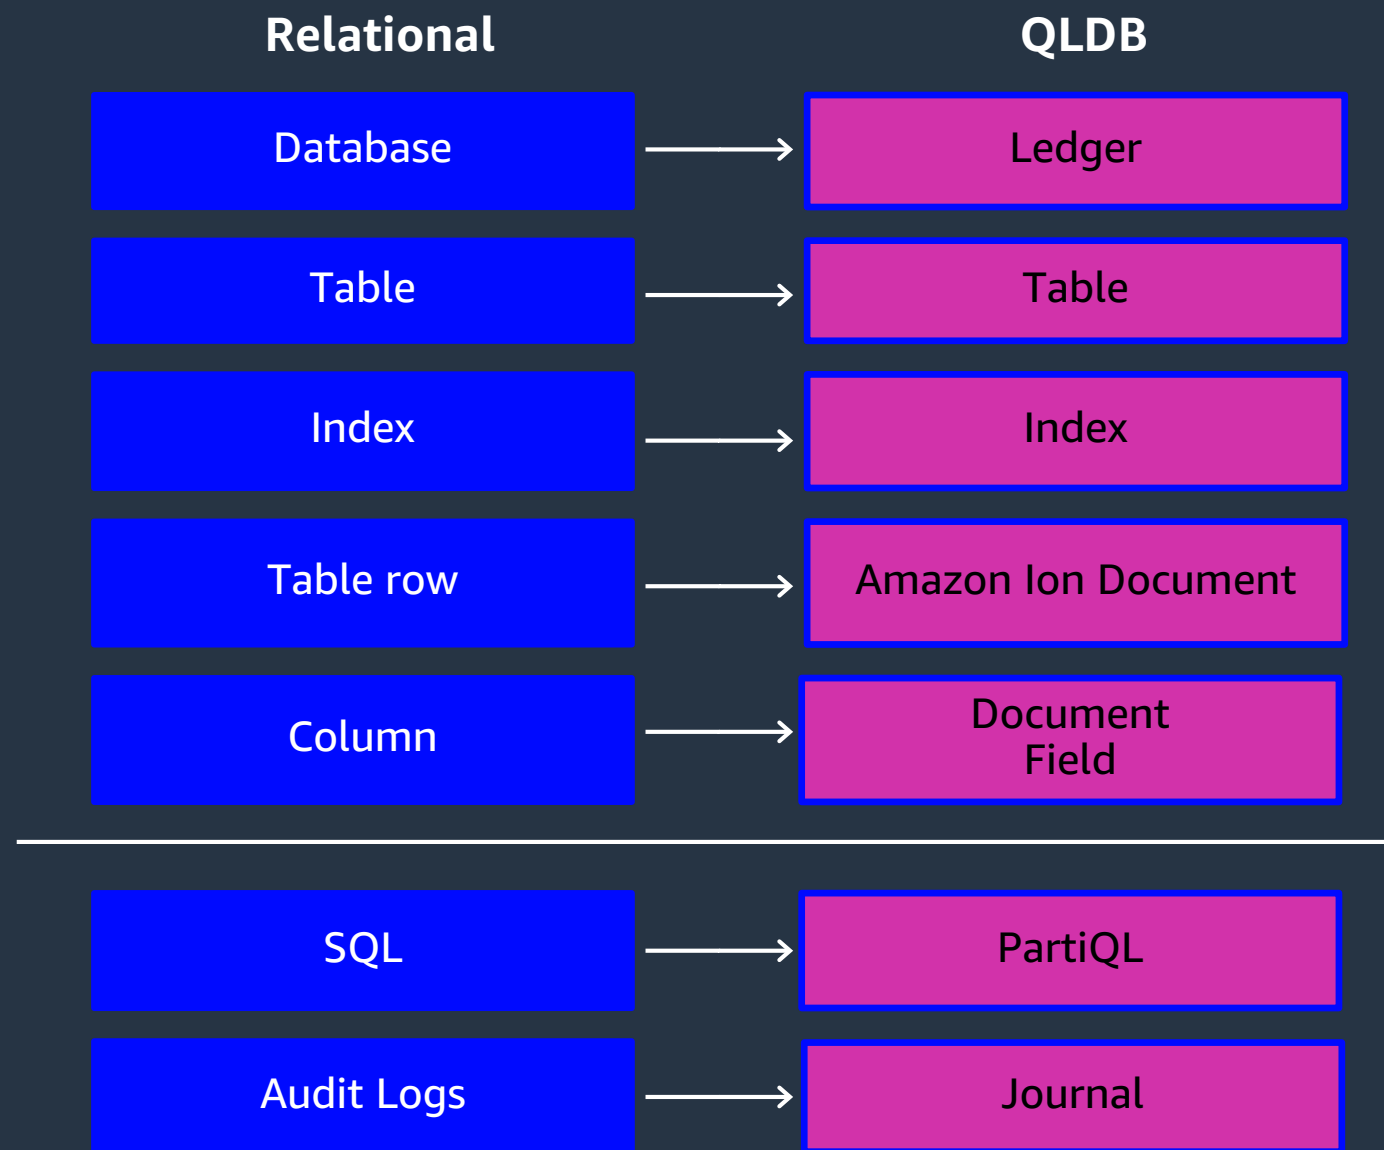 Relational
QLDB
Database
Ledger
Table
Table
Index
Index
Table row
Amazon Ion Document
Column
Document
Field
SQL
PartiQL
Audit Logs
Journal